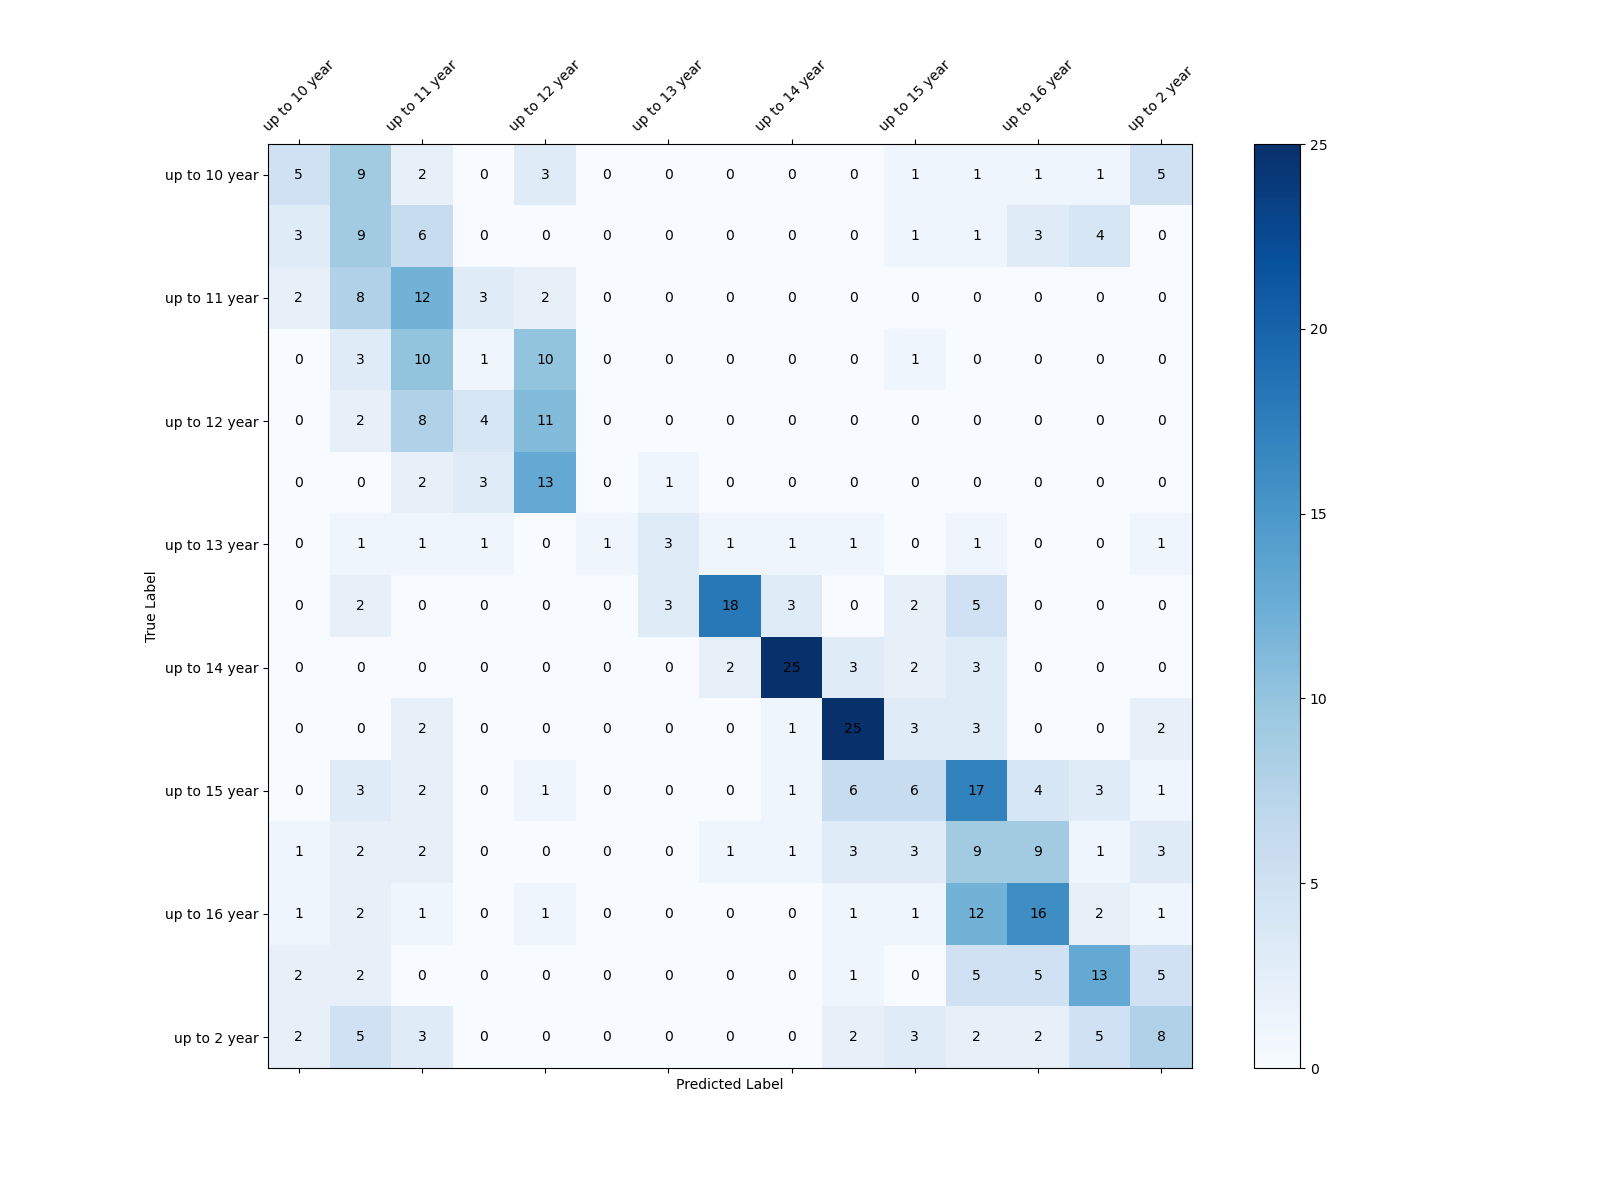 up to 10 year up to 11 year up to 12 year up to 13 year up to 14 year up to 15 year up to 16 year up to 2 year
up to 10 year 5 9 2 0 3 0 0 0 0 0 1 1 1 1 5
3 9 6 0 0 0 0 0 0 0 1 1 3 4 0
up to 11 year 2 8 12 3 2 0 0 0 0 0 0 0 0 0 0
0 3 10 1 10 0 0 0 0 0 1 0 0 0 0
up to 12 year 0 2 8 4 11 0 0 0 0 0 0 0 0 0 0
0 0 2 3 13 0 1 0 0 0 0 0 0 0 0
up to 13 year 0 1 1 1 0 1 3 1 1 1 0 1 0 0 1
0 2 0 0 0 0 3 18 3 0 2 5 0 0 0
up to 14 year 0 0 0 0 0 0 0 2 25 3 2 3 0 0 0
0 0 2 0 0 0 0 0 1 25 3 3 0 0 2
up to 15 year 0 3 2 0 1 0 0 0 1 6 6 17 4 3 1
1 2 2 0 0 0 0 1 1 3 3 9 9 1 3
up to 16 year 1 2 1 0 1 0 0 0 0 1 1 12 16 2 1
2 2 0 0 0 0 0 0 0 1 0 5 5 13 5
up to 2 year 2 5 3 0 0 0 0 0 0 2 3 2 2 5 8
True Label
Predicted Label
25
20
15
10
5
0